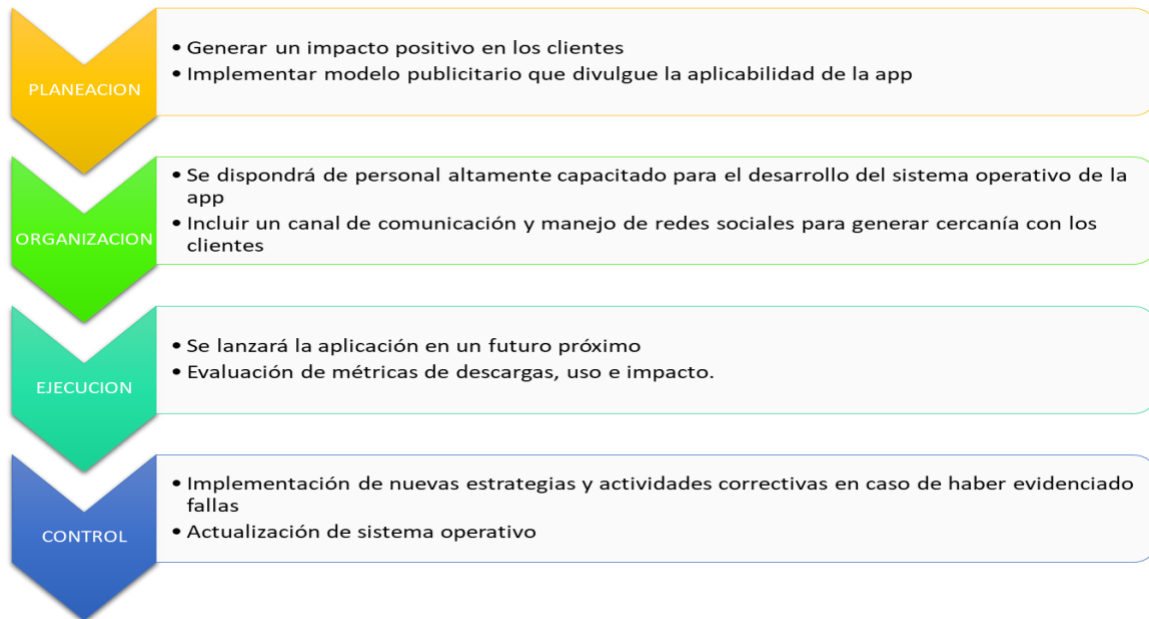 PLANEACION
• Generar un impacto positivo en los clientes
• Implementar modelo publicitario que divulgue la aplicabilidad de la app
ORGANIZACION
• Se dispondrá de personal altamente capacitado para el desarrollo del sistema operativo de la
app
• Incluir un canal de comunicación y manejo de redes sociales para generar cercanía con los
clientes
EJECUCION
• Se lanzará la aplicación en un futuro próximo
• Evaluación de métricas de descargas, uso e impacto.
CONTROL
• Implementación de nuevas estrategias y actividades correctivas en caso de haber evidenciado
fallas
• Actualización de sistema operativo